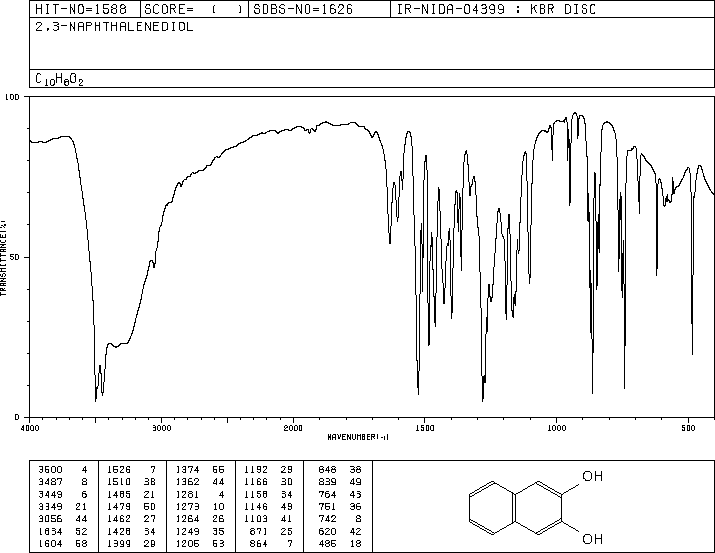 HIT-NO=1588 SCORE= ( ) SDBS-NO=1626 IR-NIDA-04399 : KBR DISC
2,3-NAPHTHALENEDIOL
C10H8O2
100
50
0
TRANSMITTANCE(%)
4000 3000 2000 1500 1000 500
WAVENUMBER(-1)
3500 4 1526 7 1374 55 1192 29 848 38
3487 8 1510 38 1362 44 1166 30 839 49
3449 6 1485 21 1281 4 1158 34 764 43
3349 21 1479 50 1273 10 1146 49 751 36
3056 44 1462 27 1264 26 1103 41 742 8
1634 52 1428 34 1249 35 871 25 620 42
1604 58 1399 29 1205 53 864 7 485 18
OH
OH